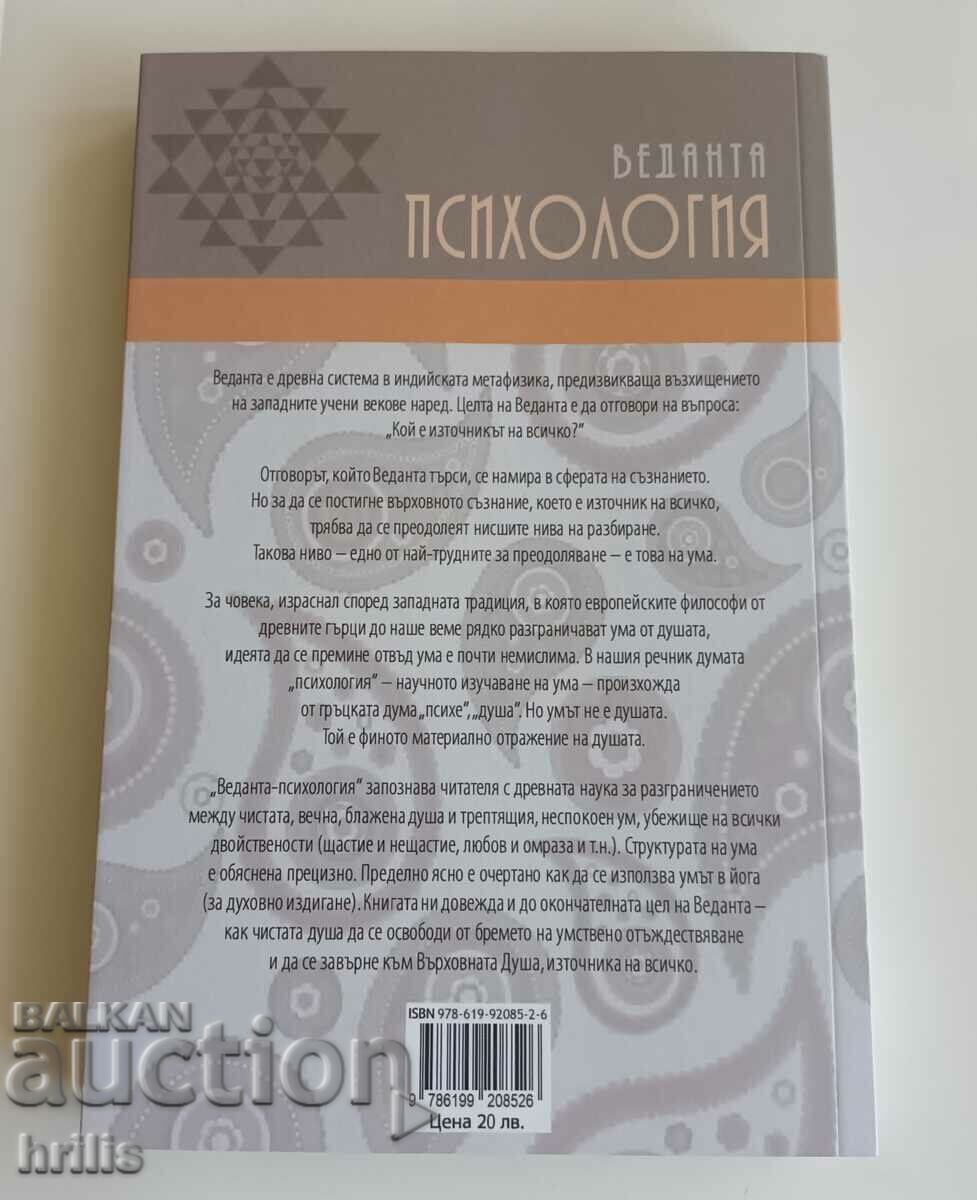 ВЕДАНТА
ПСИХОЛОГИЯ
Веданта е древна система в индийската метафизика, предизвикваща възхищението
на западните учени векове наред. Целта на Веданта е да отговори на въпроса:
„Кой е източникът на всичко?“
Отговорът, който Веданта търси, се намира в сферата на съзнанието.
Но за да се постигне върховното съзнание, което е източник на всичко,
трябва да се преодолеят нисшите нива на разбиране.
Такова ниво – едно от най-трудните за преодоляване – е това на ума.
За човека, израснал според западната традиция, в която европейските философи от
древните гърци до наше веме рядко разграничават ума от душата,
идеята да се премине отвъд ума е почти немислима. В нашия речник думата
„психология“ – научното изучаване на ума – произхожда
от гръцката дума „психе“, „душа“. Но умът не е душата.
Той е финото материално отражение на душата.
„Веданта-психология“ запознава читателя с древната наука за разграничението
между чистата, вечна, блажена душа и трептящия, неспокоен ум, убежище на всички
двойствености (щастие и нещастие, любов и омраза и т.н.). Структурата на ума
е обяснена прецизно. Пределно ясно е очертано как да се използва умът в йога
(за духовно издигане). Книгата ни довежда и до окончателната цел на Веданта –
как чистата душа да се освободи от бремето на умствено отъждествяване
и да се завърне към Върховната Душа, източника на всичко.
ISBN 978-619-92085-2-6
9 786199 208526
Цена 20 лв.
BALKAN
auction
hrilis